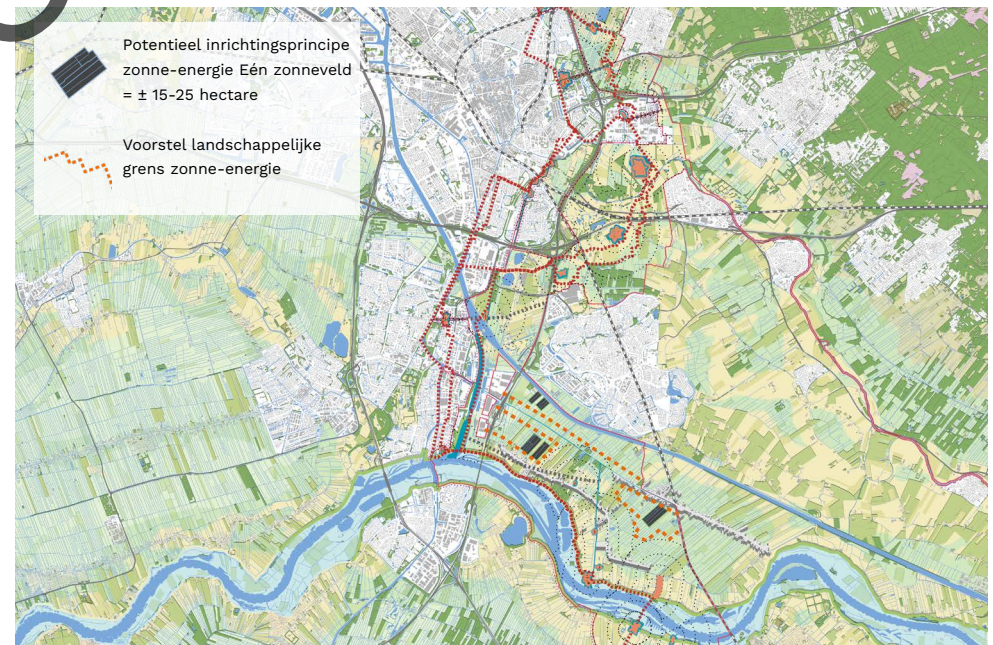 Potentieel inrichtingsprincipe
zonne-energie Eén zonneveld
= ± 15-25 hectare
Voorstel landschappelijke
grens zonne-energie